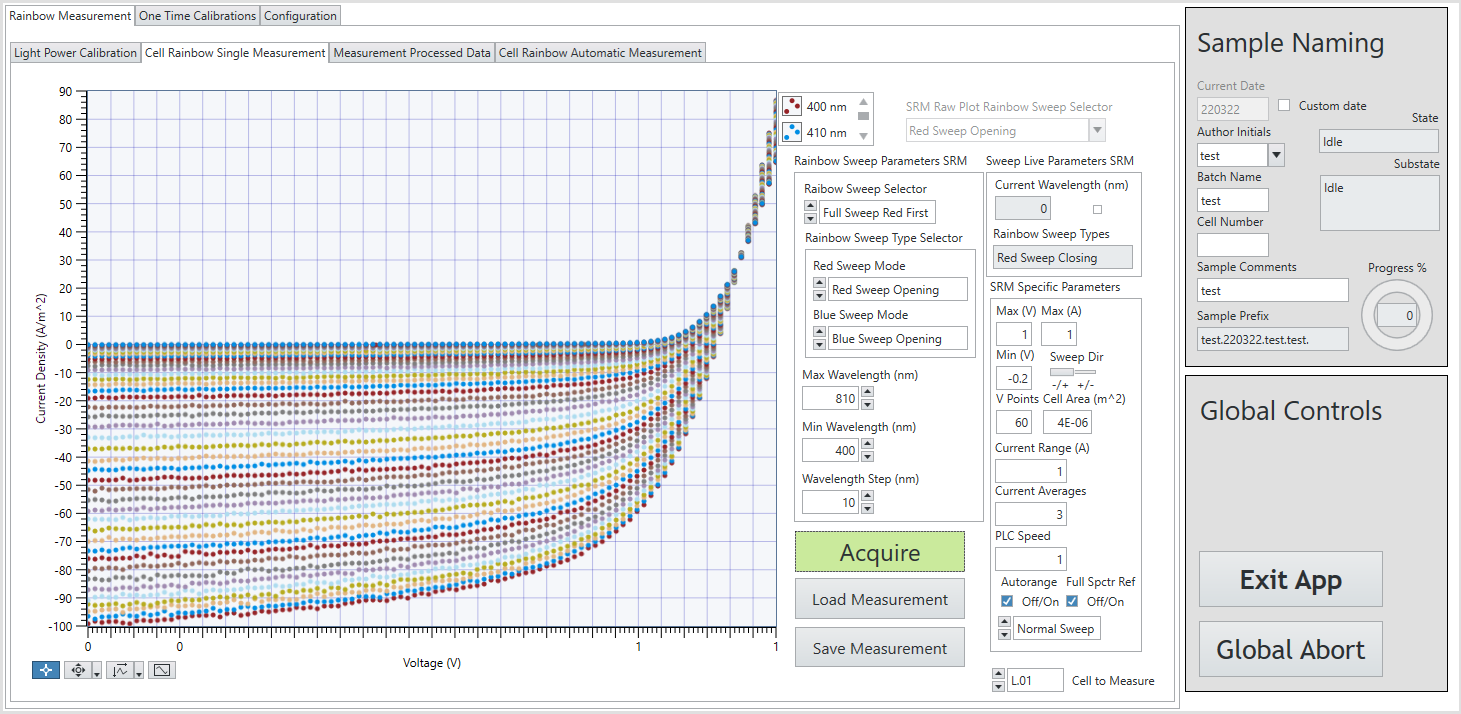 Rainbow Measurement
One Time Calibrations
Configuration
Light Power Calibration
Cell Rainbow Single Measurement
Measurement Processed Data
Cell Rainbow Automatic Measurement
Current Density (A/m^2)
90
80
70
60
50
40
30
20
10
0
-10
-20
-30
-40
-50
-60
-70
-80
-90
-100
0
0
1
1
Voltage (V)
400 nm
410 nm
SRM Raw Plot Rainbow Sweep Selector
Red Sweep Opening
Rainbow Sweep Parameters SRM
Raibow Sweep Selector
Full Sweep Red First
Rainbow Sweep Type Selector
Red Sweep Mode
Red Sweep Opening
Blue Sweep Mode
Blue Sweep Opening
Max Wavelength (nm)
810
Min Wavelength (nm)
400
Wavelength Step (nm)
10
Acquire
Load Measurement
Save Measurement
Sweep Live Parameters SRM
Current Wavelength (nm)
0
Rainbow Sweep Types
Red Sweep Closing
SRM Specific Parameters
Max (V) Max (A)
1 1
Min (V) Sweep Dir
-0.2 -/+ +/-
V Points Cell Area (m^2)
60 4E-06
Current Range (A)
1
Current Averages
3
PLC Speed
1
Autorange Full Spctr Ref
Off/On Off/On
Normal Sweep
L.01 Cell to Measure
Sample Naming
Current Date
220322 Custom date
Author Initials
test
Batch Name
test
Cell Number
Sample Comments
test
Sample Prefix
test.220322.test.test.
State
Idle
Substate
Idle
Progress %
0
Global Controls
Exit App
Global Abort